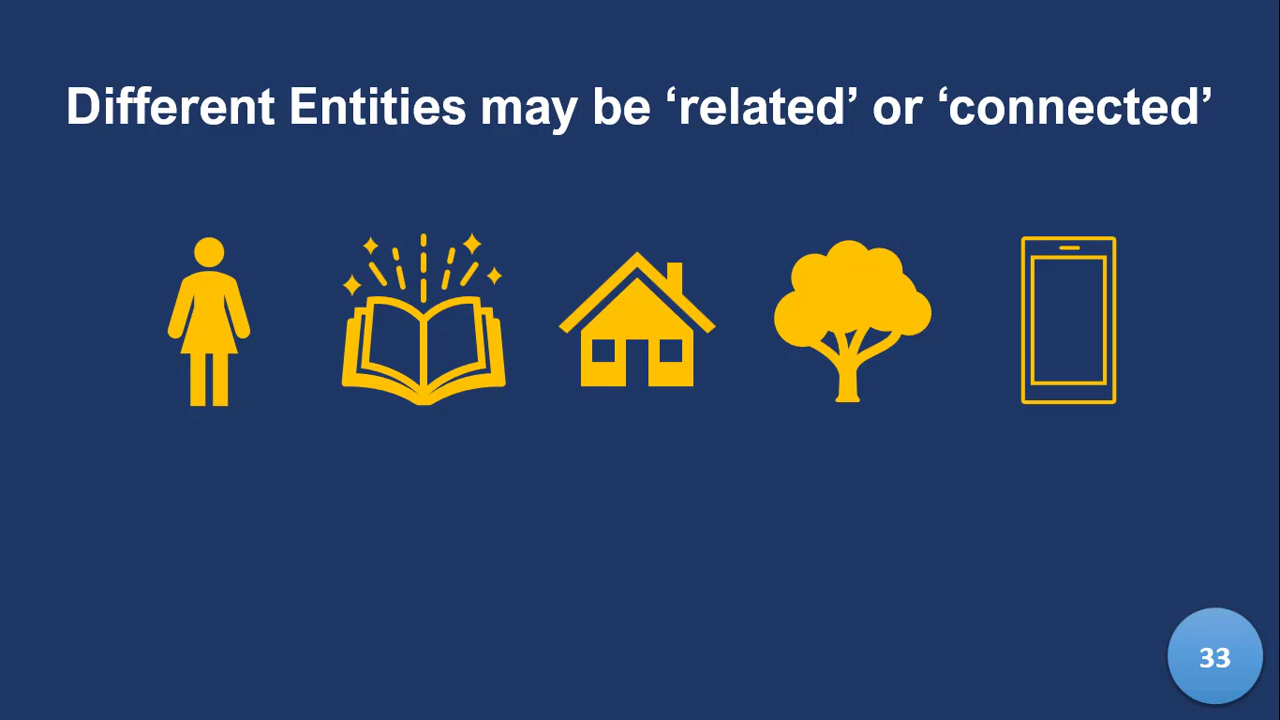 Different Entities may be ‘related’ or ‘connected’
33